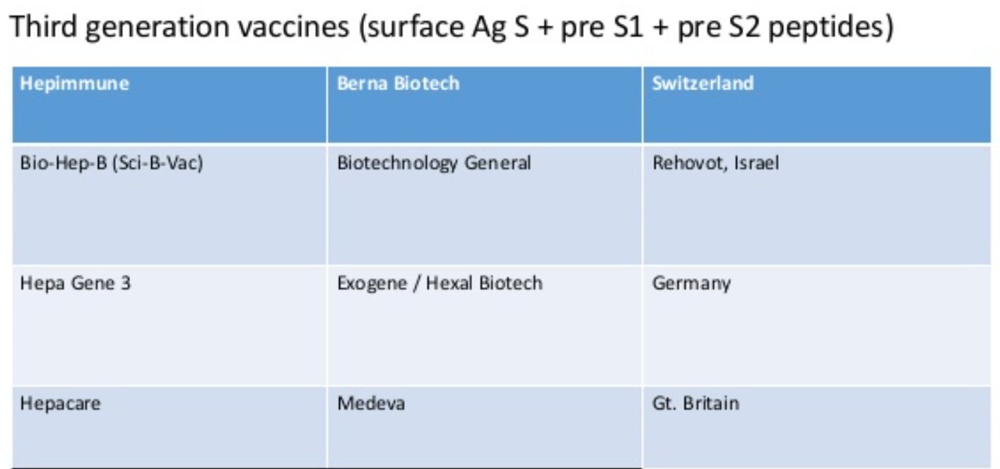 Third generation vaccines (surface Ag S + pre S1 + pre S2 peptides)
Hepimmune Berna Biotech Switzerland
Bio-Hep-B (Sci-B-Vac) Biotechnology General Rehovot, Israel
Hepa Gene 3 Exogene / Hexal Biotech Germany
Hepacare Medeva Gt. Britain